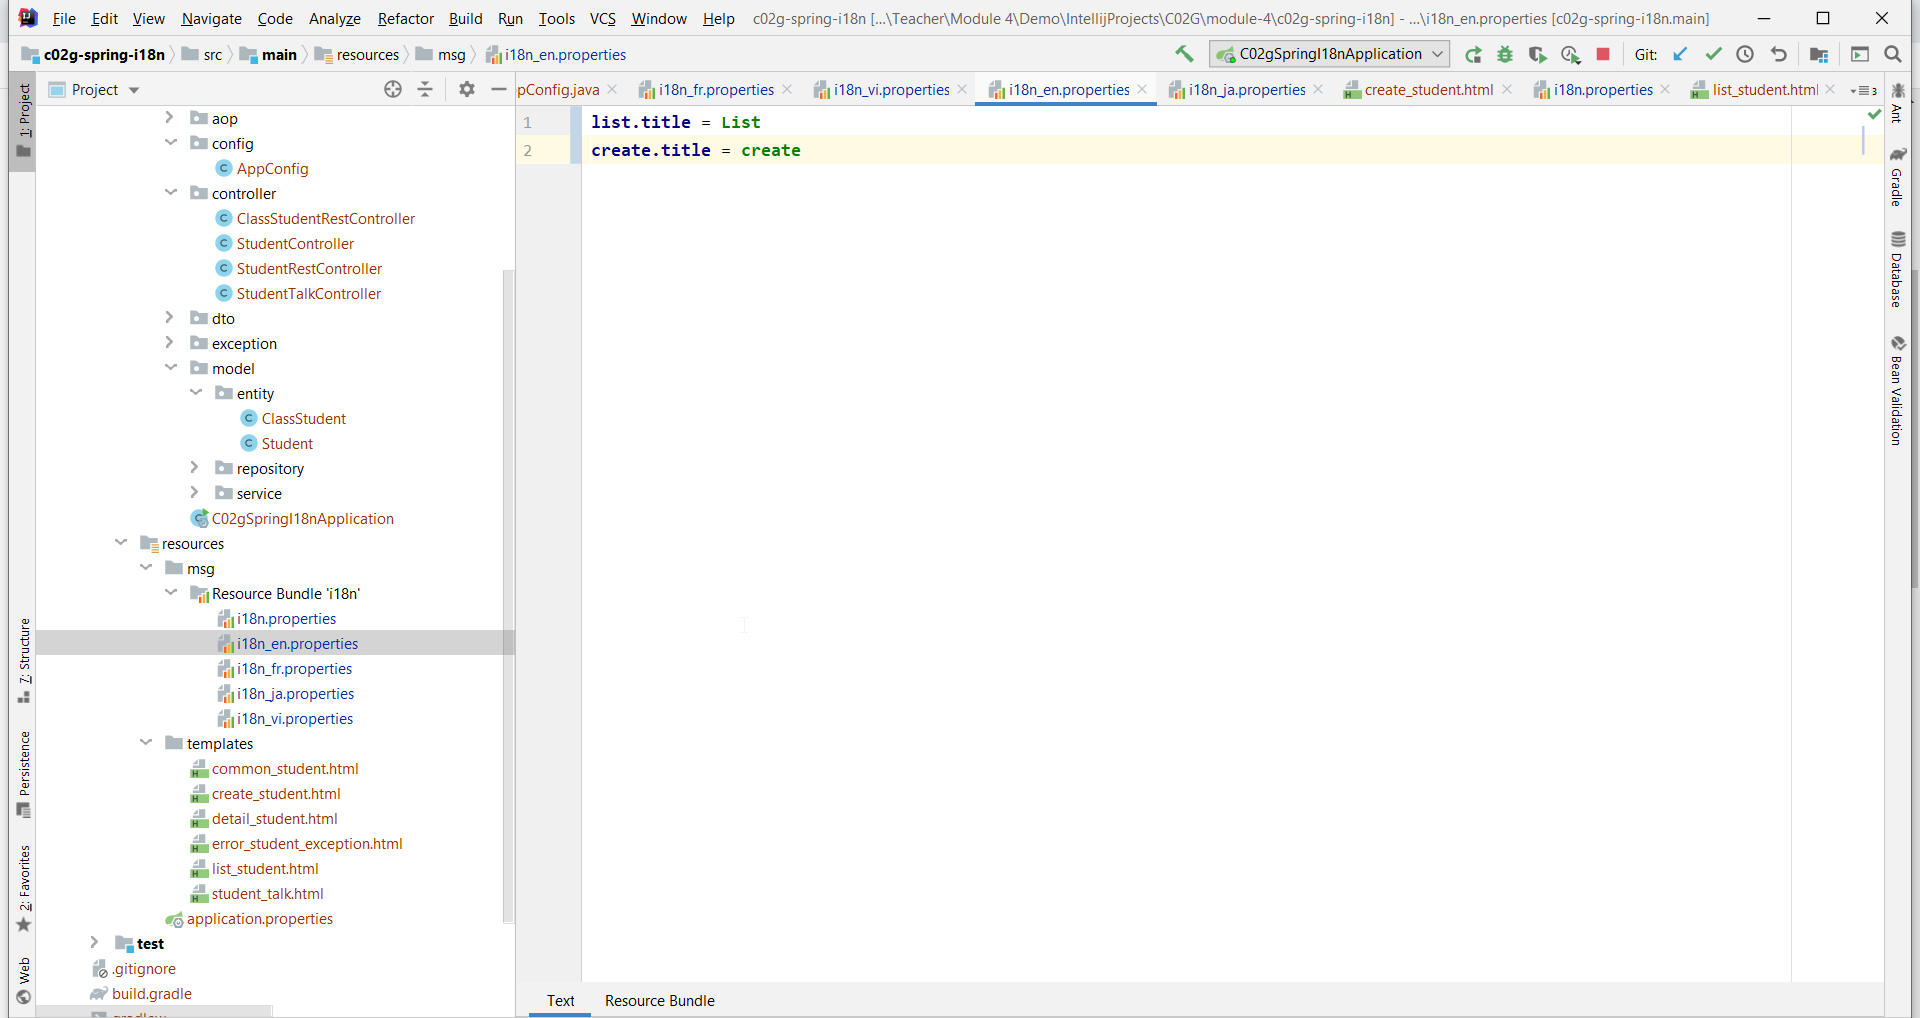 File Edit View Navigate Code Analyze Refactor Build Run Tools VCS Window Help c02g-spring-i18n [...\Teacher\Module 4\Demo\IntellijProjects\C02G\module-4\c02g-spring-i18n] - ...\i18n_en.properties [c02g-spring-i18n.main]
c02g-spring-i18n src main resources msg i18n_en.properties C02gSpringI18nApplication Git:
Project pConfig.java i18n_fr.properties i18n_vi.properties i18n_en.properties i18n_ja.properties create_student.html i18n.properties list_student.html 3
1: Project
7: Structure
Persistence
2: Favorites
Web
aop
config
AppConfig
controller
ClassStudentRestController
StudentController
StudentRestController
StudentTalkController
dto
exception
model
entity
ClassStudent
Student
repository
service
C02gSpringI18nApplication
resources
msg
Resource Bundle 'i18n'
i18n.properties
i18n_en.properties
i18n_fr.properties
i18n_ja.properties
i18n_vi.properties
templates
common_student.html
create_student.html
detail_student.html
error_student_exception.html
list_student.html
student_talk.html
application.properties
test
.gitignore
build.gradle
1 list.title = List
2 create.title = create
Text Resource Bundle
Ant
Gradle
Database
Bean Validation